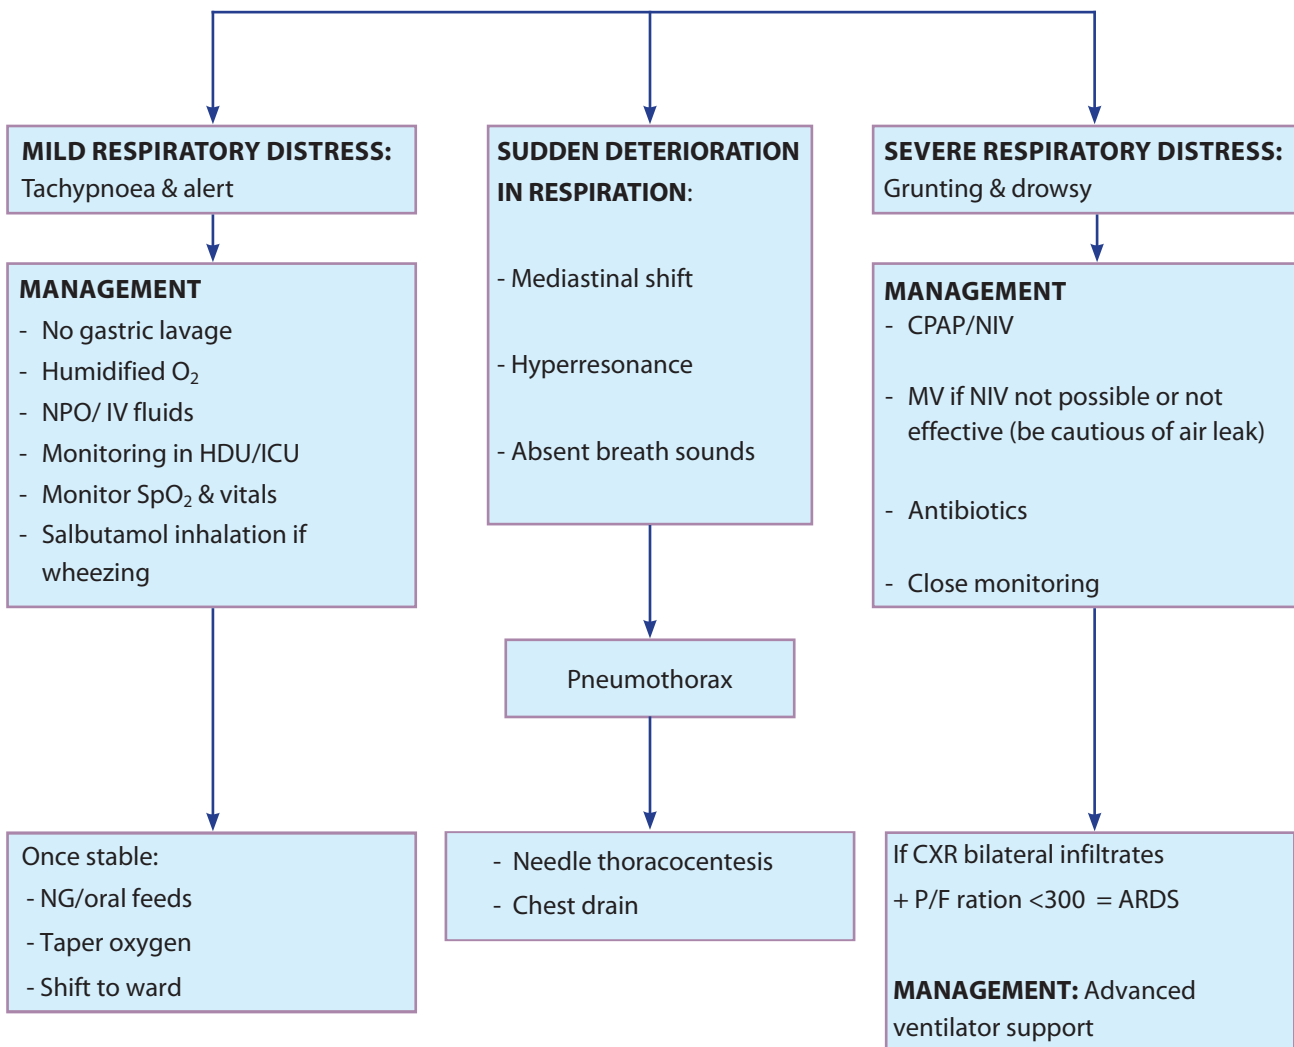 MILD RESPIRATORY DISTRESS:
Tachypnoea & alert
MANAGEMENT
- No gastric lavage
- Humidified O₂
- NPO/ IV fluids
- Monitoring in HDU/ICU
- Monitor SpO₂ & vitals
- Salbutamol inhalation if
wheezing
Once stable:
- NG/oral feeds
- Taper oxygen
- Shift to ward
SUDDEN DETERIORATION
IN RESPIRATION:
- Mediastinal shift
- Hyperresonance
- Absent breath sounds
Pneumothorax
- Needle thoracocentesis
- Chest drain
SEVERE RESPIRATORY DISTRESS:
Grunting & drowsy
MANAGEMENT
- CPAP/NIV
- MV if NIV not possible or not
effective (be cautious of air leak)
- Antibiotics
- Close monitoring
If CXR bilateral infiltrates
+ P/F ration <300 = ARDS
MANAGEMENT: Advanced
ventilator support